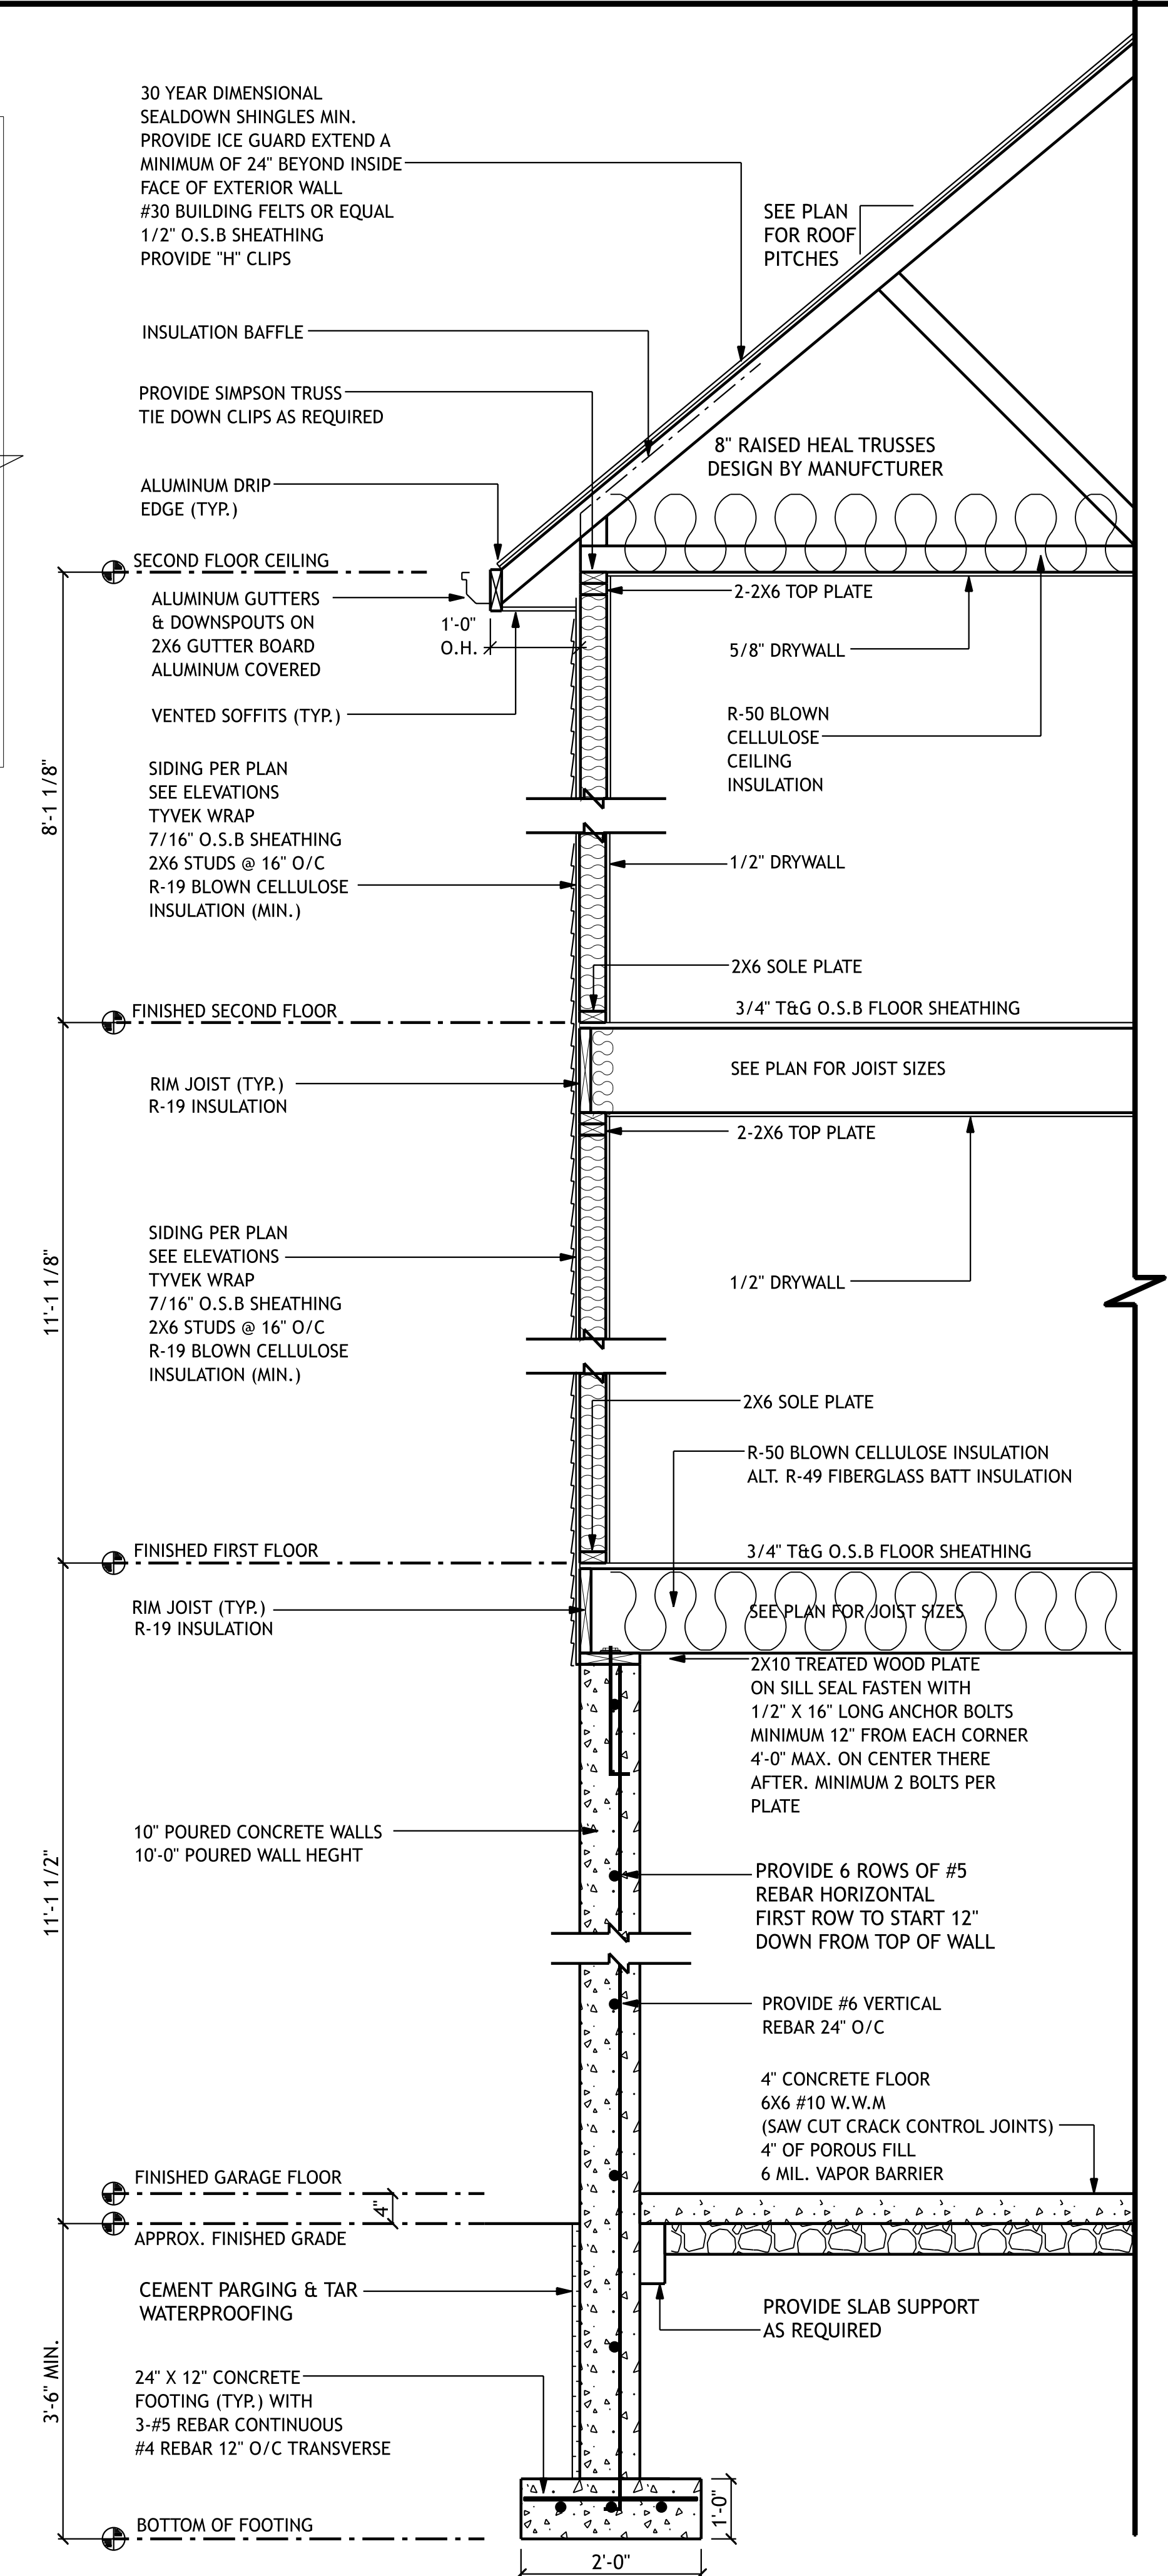 30 YEAR DIMENSIONAL
SEALDOWN SHINGLES MIN.
PROVIDE ICE GUARD EXTEND A
MINIMUM OF 24" BEYOND INSIDE
FACE OF EXTERIOR WALL
#30 BUILDING FELTS OR EQUAL
1/2" O.S.B SHEATHING
PROVIDE "H" CLIPS
SEE PLAN
FOR ROOF
PITCHES
INSULATION BAFFLE
PROVIDE SIMPSON TRUSS
TIE DOWN CLIPS AS REQUIRED
8" RAISED HEAL TRUSSES
DESIGN BY MANUFCTURER
ALUMINUM DRIP
EDGE (TYP.)
SECOND FLOOR CEILING
ALUMINUM GUTTERS
& DOWNSPOUTS ON
2X6 GUTTER BOARD
ALUMINUM COVERED
1'-0"
O.H.
2-2X6 TOP PLATE
5/8" DRYWALL
VENTED SOFFITS (TYP.)
R-50 BLOWN
CELLULOSE
CEILING
INSULATION
8'-1 1/8"
SIDING PER PLAN
SEE ELEVATIONS
TYVEK WRAP
7/16" O.S.B SHEATHING
2X6 STUDS @ 16" O/C
R-19 BLOWN CELLULOSE
INSULATION (MIN.)
1/2" DRYWALL
2X6 SOLE PLATE
3/4" T&G O.S.B FLOOR SHEATHING
FINISHED SECOND FLOOR
SEE PLAN FOR JOIST SIZES
RIM JOIST (TYP.)
R-19 INSULATION
2-2X6 TOP PLATE
11'-1 1/8"
SIDING PER PLAN
SEE ELEVATIONS
TYVEK WRAP
7/16" O.S.B SHEATHING
2X6 STUDS @ 16" O/C
R-19 BLOWN CELLULOSE
INSULATION (MIN.)
1/2" DRYWALL
2X6 SOLE PLATE
R-50 BLOWN CELLULOSE INSULATION
ALT. R-49 FIBERGLASS BATT INSULATION
FINISHED FIRST FLOOR
3/4" T&G O.S.B FLOOR SHEATHING
RIM JOIST (TYP.)
R-19 INSULATION
SEE PLAN FOR JOIST SIZES
2X10 TREATED WOOD PLATE
ON SILL SEAL FASTEN WITH
1/2" X 16" LONG ANCHOR BOLTS
MINIMUM 12" FROM EACH CORNER
4'-0" MAX. ON CENTER THERE
AFTER. MINIMUM 2 BOLTS PER
PLATE
10" POURED CONCRETE WALLS
10'-0" POURED WALL HEGHT
11'-1 1/2"
PROVIDE 6 ROWS OF #5
REBAR HORIZONTAL
FIRST ROW TO START 12"
DOWN FROM TOP OF WALL
PROVIDE #6 VERTICAL
REBAR 24" O/C
4" CONCRETE FLOOR
6X6 #10 W.W.M
(SAW CUT CRACK CONTROL JOINTS)
4" OF POROUS FILL
6 MIL. VAPOR BARRIER
FINISHED GARAGE FLOOR
4"
APPROX. FINISHED GRADE
CEMENT PARGING & TAR
WATERPROOFING
PROVIDE SLAB SUPPORT
AS REQUIRED
3'-6" MIN.
24" X 12" CONCRETE
FOOTING (TYP.) WITH
3-#5 REBAR CONTINUOUS
#4 REBAR 12" O/C TRANSVERSE
1'-0"
BOTTOM OF FOOTING
2'-0"